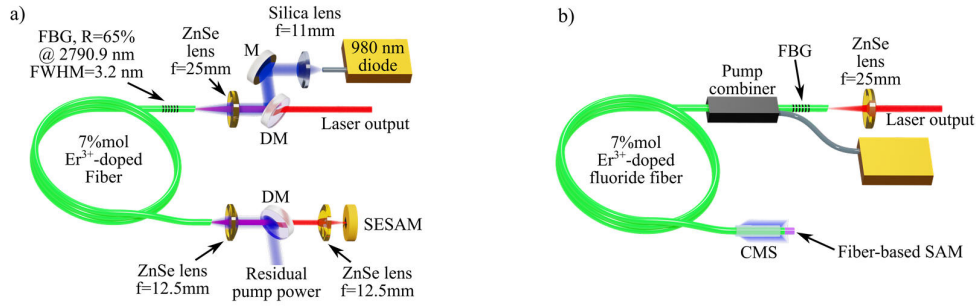 a)
FBG, R=65%
@ 2790.9 nm
FWHM=3.2 nm
ZnSe
lens
f=25mm
M
Silica lens
f=11mm
980 nm
diode
DM
Laser output
7%mol
Er³⁺-doped
Fiber
DM
SESAM
ZnSe lens
f=12.5mm
Residual
pump power
ZnSe lens
f=12.5mm
b)
Pump
combiner
FBG
ZnSe
lens
f=25mm
Laser output
7%mol
Er³⁺-doped
fluoride fiber
CMS
Fiber-based SAM